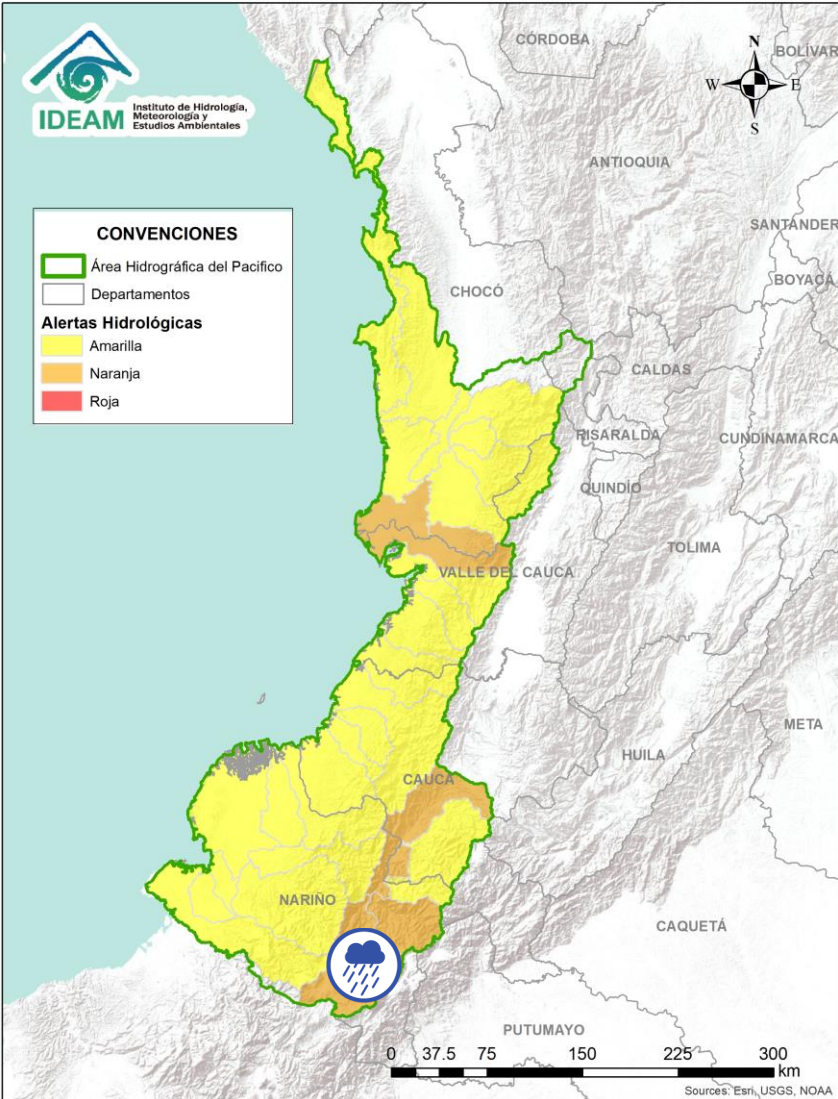 IDEAM
Instituto de Hidrología,
Meteorología y
Estudios Ambientales
N
W
E
S
CÓRDOBA
BOLÍVAR
ANTIOQUIA
SANTANDER
BOYACÁ
CONVENCIONES
Área Hidrográfica del Pacifico
Departamentos
Alertas Hidrológicas
Amarilla
Naranja
Roja
CHOCÓ
CALDAS
RISARALDA
CUNDINAMARCA
QUINDÍO
TOLIMA
VALLE DEL CAUCA
META
HUILA
CAUCA
NARIÑO
CAQUETÁ
PUTUMAYO
0 37.5 75 150 225 300
km
Sources: Esri, USGS, NOAA